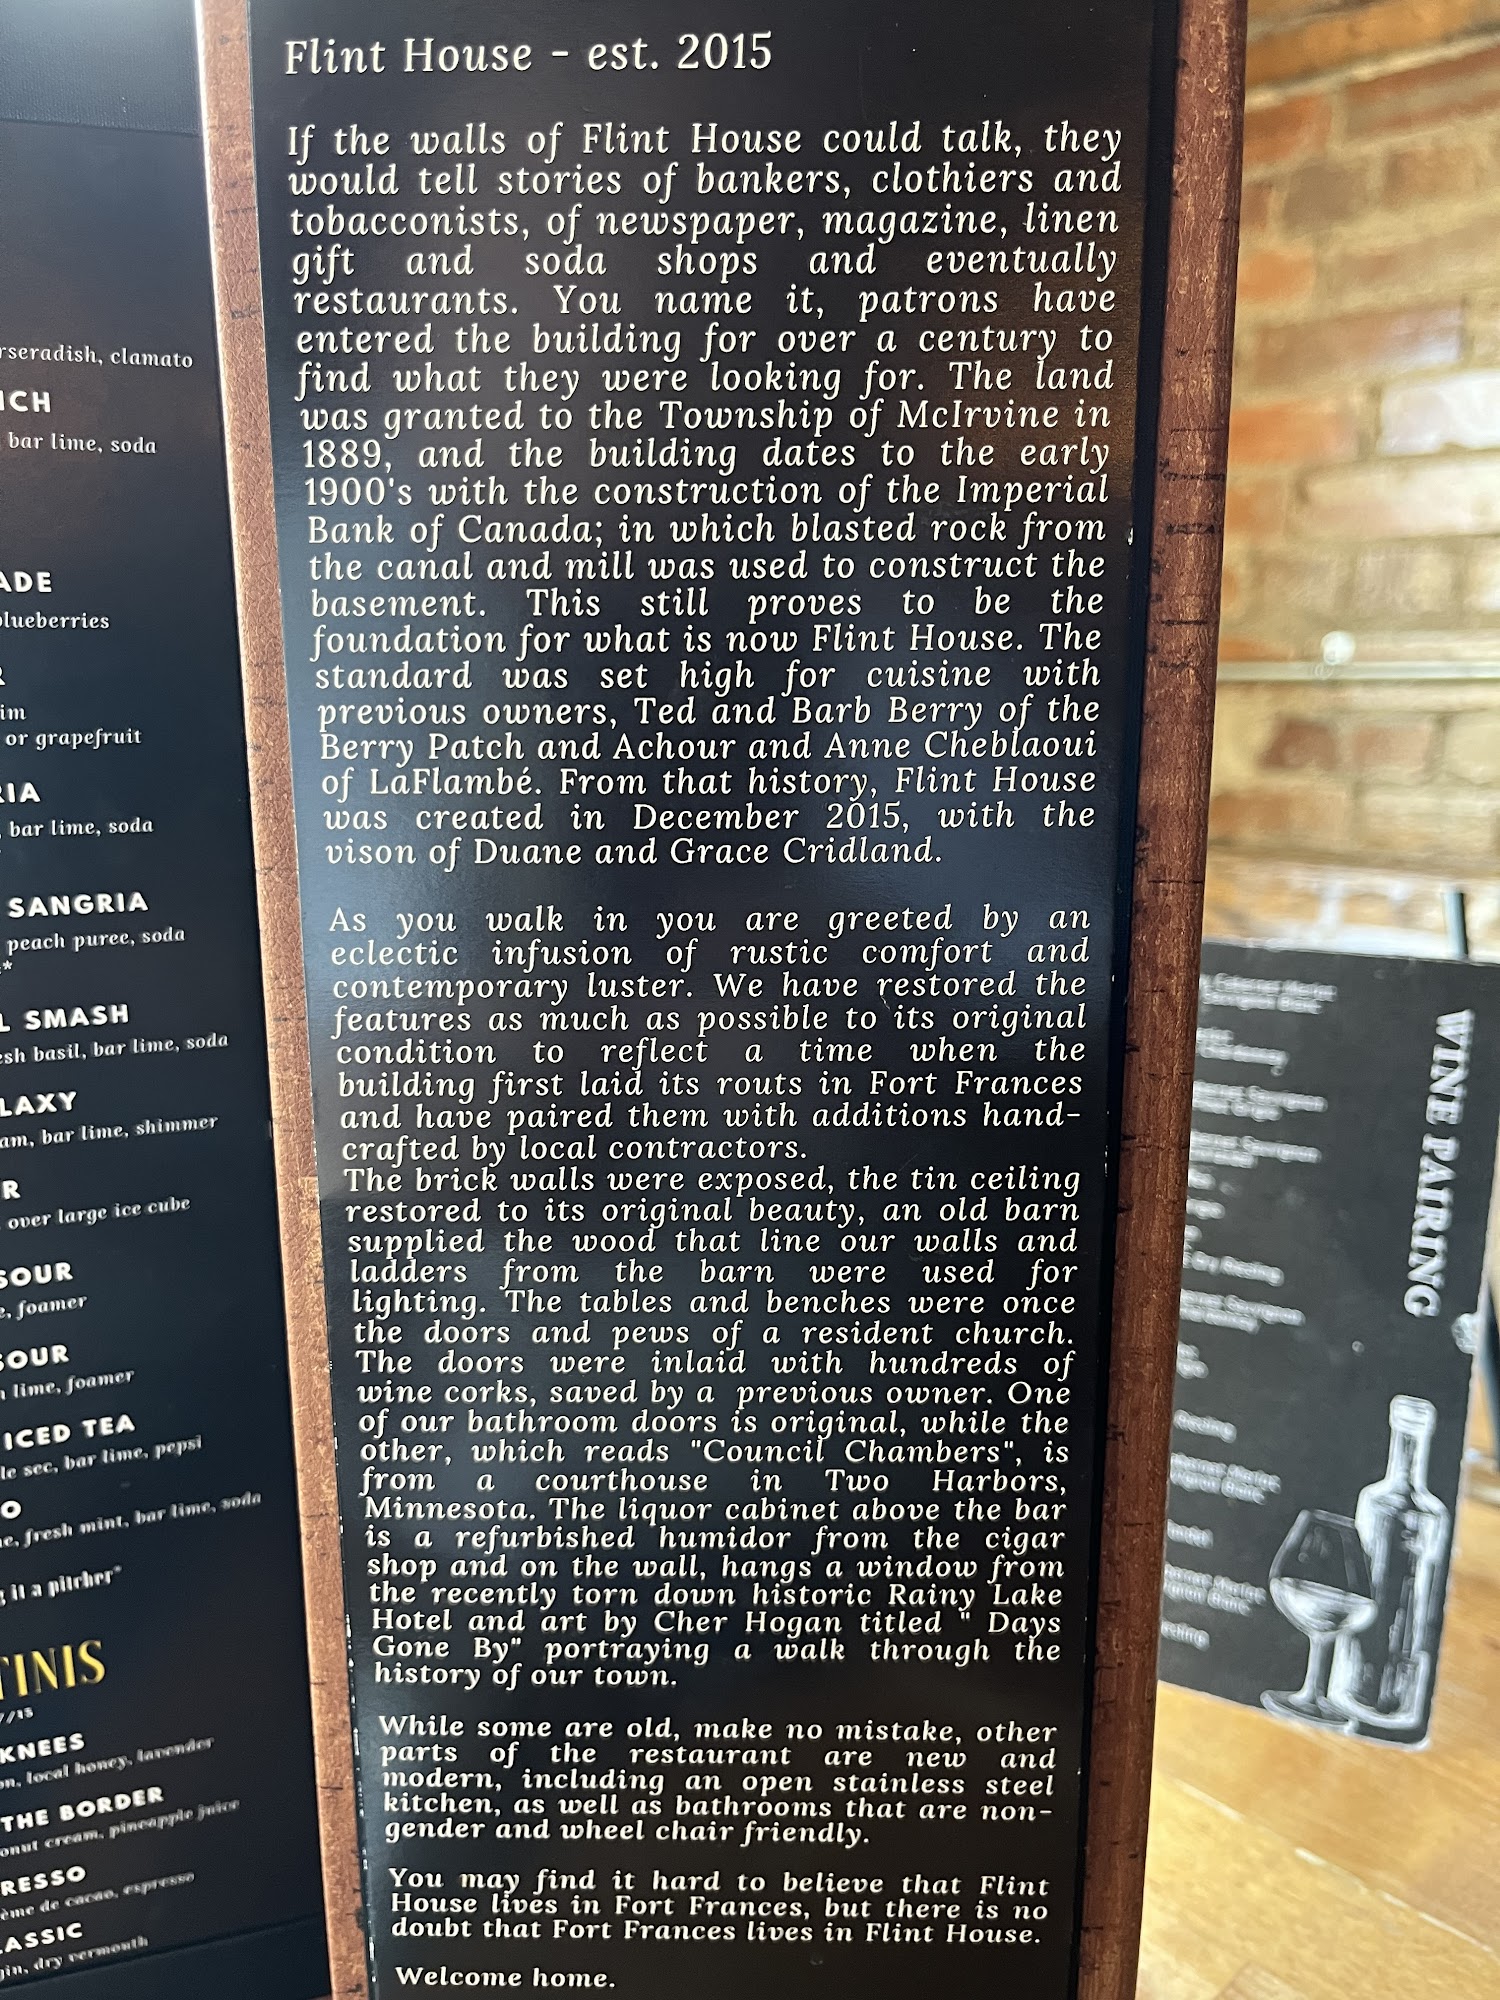 Flint House - est. 2015
If the walls of Flint House could talk, they
would tell stories of bankers, clothiers and
tobacconists, of newspaper, magazine, linen
gift and soda shops and eventually
restaurants. You name it, patrons have
entered the building for over a century to
find what they were looking for. The land
was granted to the Township of McIrvine in
1889, and the building dates to the early
1900's with the construction of the Imperial
Bank of Canada; in which blasted rock from
the canal and mill was used to construct the
basement. This still proves to be the
foundation for what is now Flint House. The
standard was set high for cuisine with
previous owners, Ted and Barb Berry of the
Berry Patch and Achour and Anne Cheblaoui
of LaFlambé. From that history, Flint House
was created in December 2015, with the
vison of Duane and Grace Cridland.
As you walk in you are greeted by an
eclectic infusion of rustic comfort and
contemporary luster. We have restored the
features as much as possible to its original
condition to reflect a time when the
building first laid its routs in Fort Frances
and have paired them with additions hand-
crafted by local contractors.
The brick walls were exposed, the tin ceiling
restored to its original beauty, an old barn
supplied the wood that line our walls and
ladders from the barn were used for
lighting. The tables and benches were once
the doors and pews of a resident church.
The doors were inlaid with hundreds of
wine corks, saved by a previous owner. One
of our bathroom doors is original, while the
other, which reads "Council Chambers", is
from a courthouse in Two Harbors,
Minnesota. The liquor cabinet above the bar
is a refurbished humidor from the cigar
shop and on the wall, hangs a window from
the recently torn down historic Rainy Lake
Hotel and art by Cher Hogan titled " Days
Gone By" portraying a walk through the
history of our town.
While some are old, make no mistake, other
parts of the restaurant are new and
modern, including an open stainless steel
kitchen, as well as bathrooms that are non-
gender and wheel chair friendly.
You may find it hard to believe that Flint
House lives in Fort Frances, but there is no
doubt that Fort Frances lives in Flint House.
Welcome home.
clamato
bar lime, soda
blueberries
or grapefruit
bar lime, soda
SANGRIA
peach puree, soda
SMASH
basil, bar lime, soda
bar lime, shimmer
over large ice cube
SOUR
foamer
SOUR
lime, foamer
ICED TEA
sec, bar lime, pepsi
fresh mint, bar lime, soda
it a pitcher*
KNEES
local honey, lavender
THE BORDER
cream, pineapple juice
de cacao, espresso
gin, dry vermouth
WINE PAIRING